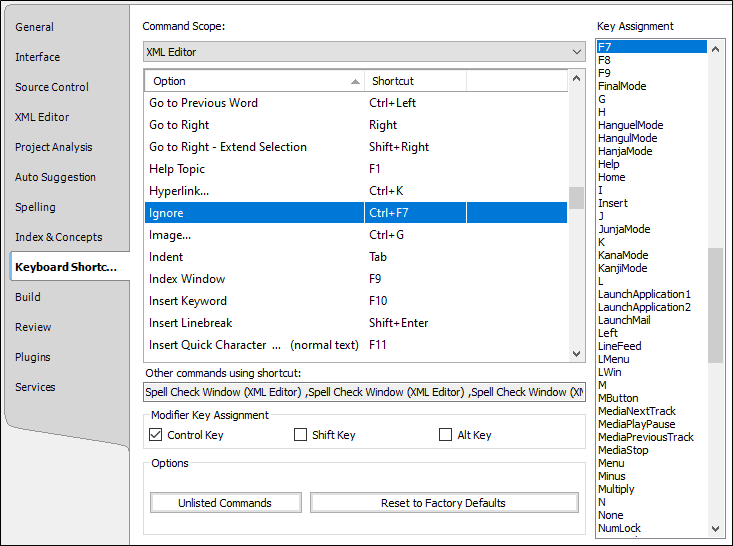 General
Interface
Source Control
XML Editor
Project Analysis
Auto Suggestion
Spelling
Index & Concepts
Keyboard Shortc...
Build
Review
Plugins
Services
Command Scope:
XML Editor
Option Shortcut
Go to Previous Word Ctrl+Left
Go to Right Right
Go to Right - Extend Selection Shift+Right
Help Topic F1
Hyperlink... Ctrl+K
Ignore Ctrl+F7
Image... Ctrl+G
Indent Tab
Index Window F9
Insert Keyword F10
Insert Linebreak Shift+Enter
Insert Quick Character ... (normal text) F11
Other commands using shortcut:
Spell Check Window (XML Editor) ,Spell Check Window (XML Editor) ,Spell Check Window (XM
Modifier Key Assignment
Control Key Shift Key Alt Key
Options
Unlisted Commands Reset to Factory Defaults
Key Assignment
F7
F8
F9
FinalMode
G
H
HanguelMode
HangulMode
HanjaMode
Help
Home
I
Insert
J
JunjaMode
K
KanaMode
KanjiMode
L
LaunchApplication1
LaunchApplication2
LaunchMail
Left
LineFeed
LMenu
LWin
M
MButton
MediaNextTrack
MediaPlayPause
MediaPreviousTrack
MediaStop
Menu
Minus
Multiply
N
None
NumLock